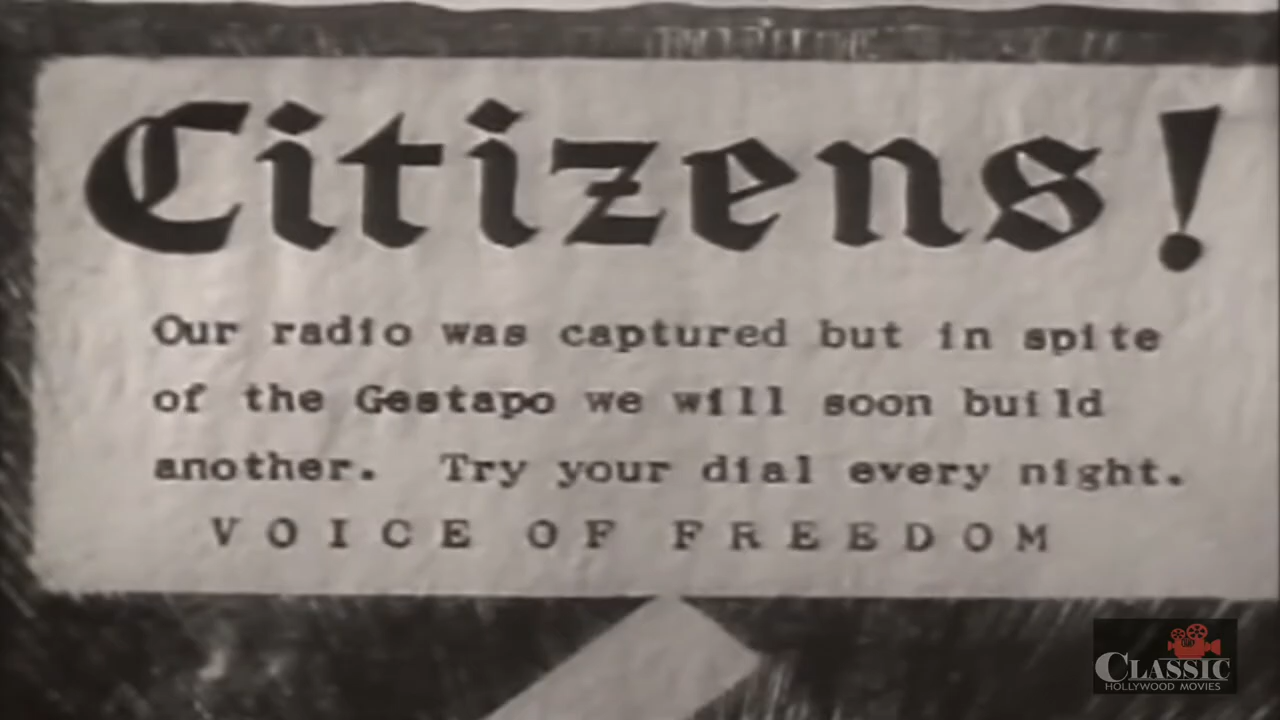 Citizens!
Our radio was captured but in spite
of the Gestapo we will soon build
another. Try your dial every night.
VOICE OF FREEDOM
CLASSIC
HOLLYWOOD MOVIES